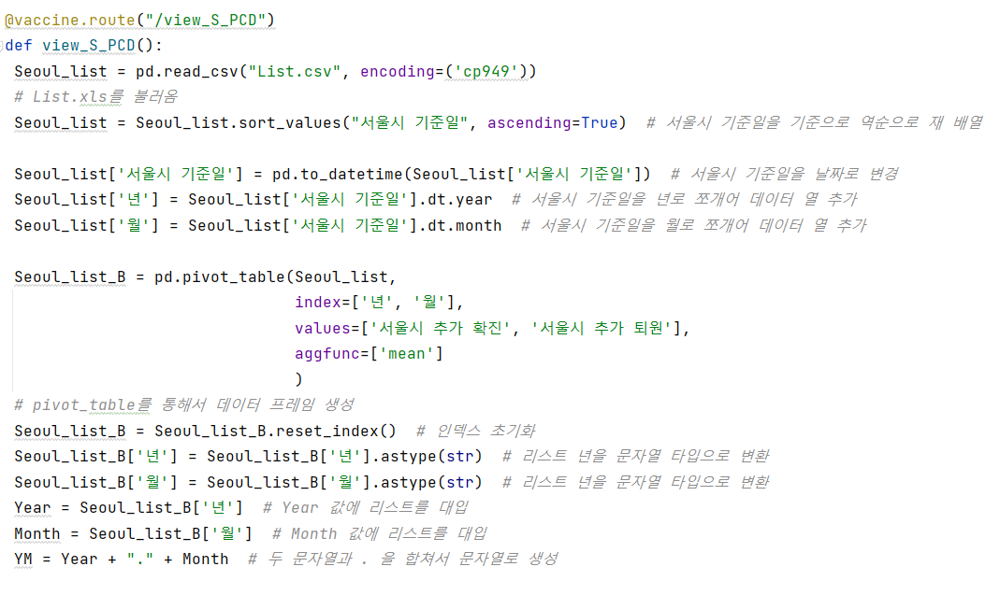 @vaccine.route("/view_S_PCD")
def view_S_PCD():
Seoul_list = pd.read_csv("List.csv", encoding=('cp949'))
# List.xls를 불러옴
Seoul_list = Seoul_list.sort_values("서울시 기준일", ascending=True)  # 서울시 기준일을 기준으로 역순으로 재 배열
Seoul_list['서울시 기준일'] = pd.to_datetime(Seoul_list['서울시 기준일'])  # 서울시 기준일을 날짜로 변경
Seoul_list['년'] = Seoul_list['서울시 기준일'].dt.year  # 서울시 기준일을 년로 쪼개어 데이터 열 추가
Seoul_list['월'] = Seoul_list['서울시 기준일'].dt.month  # 서울시 기준일을 월로 쪼개어 데이터 열 추가
Seoul_list_B = pd.pivot_table(Seoul_list,
index=['년', '월'],
values=['서울시 추가 확진', '서울시 추가 퇴원'],
aggfunc=['mean']
)
# pivot_table를 통해서 데이터 프레임 생성
Seoul_list_B = Seoul_list_B.reset_index()  # 인덱스 초기화
Seoul_list_B['년'] = Seoul_list_B['년'].astype(str)  # 리스트 년을 문자열 타입으로 변환
Seoul_list_B['월'] = Seoul_list_B['월'].astype(str)  # 리스트 년을 문자열 타입으로 변환
Year = Seoul_list_B['년']  # Year 값에 리스트를 대입
Month = Seoul_list_B['월']  # Month 값에 리스트를 대입
YM = Year + "." + Month  # 두 문자열과 . 을 합쳐서 문자열로 생성